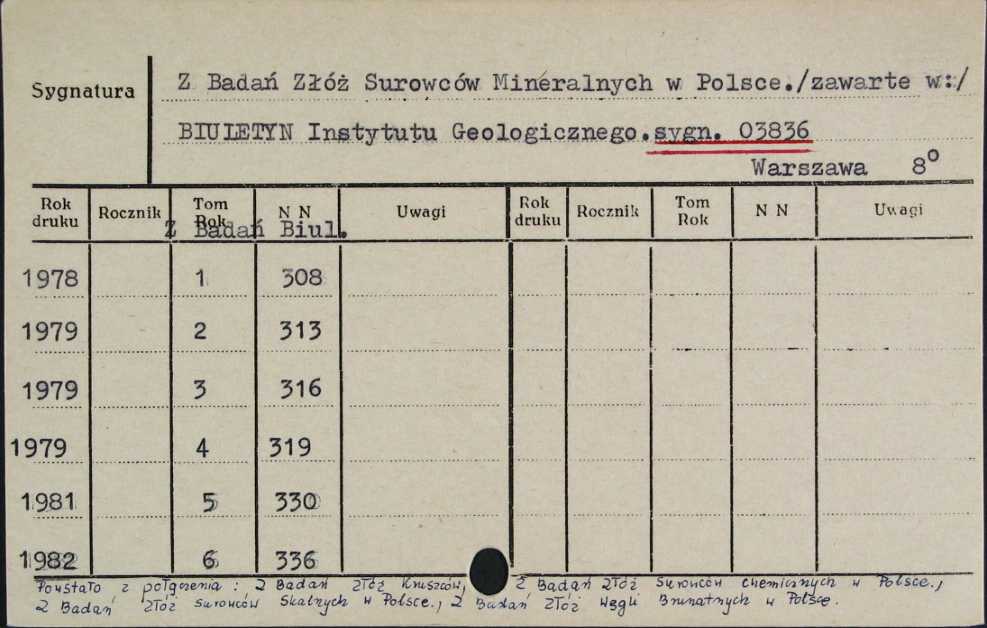 Sygnatura
Z Badań Złóż Surowców Minéralnych w Polsce./zawarte w:/
BIULETYN Instytutu Geologicznego.sygn. 03836
Warszawa 8°
Rok druku Rocznik Tom Rok N N Uwagi Rok druku Rocznik Tom Rok N N Uwagi
Z Badań Biul.
1978 1 308
1979 2 313
1979 3 316
1979 4 319
1981 5 330
1982 6 336
Powstało z połączenia : Z Badań Złóż Kruszców, Z Badań Złóż Surowców Chemicznych w Polsce.,
Z Badań Złóż Surowców Skalnych w Polsce., Z Badań Złóż Węgli Brunatnych w Polsce.